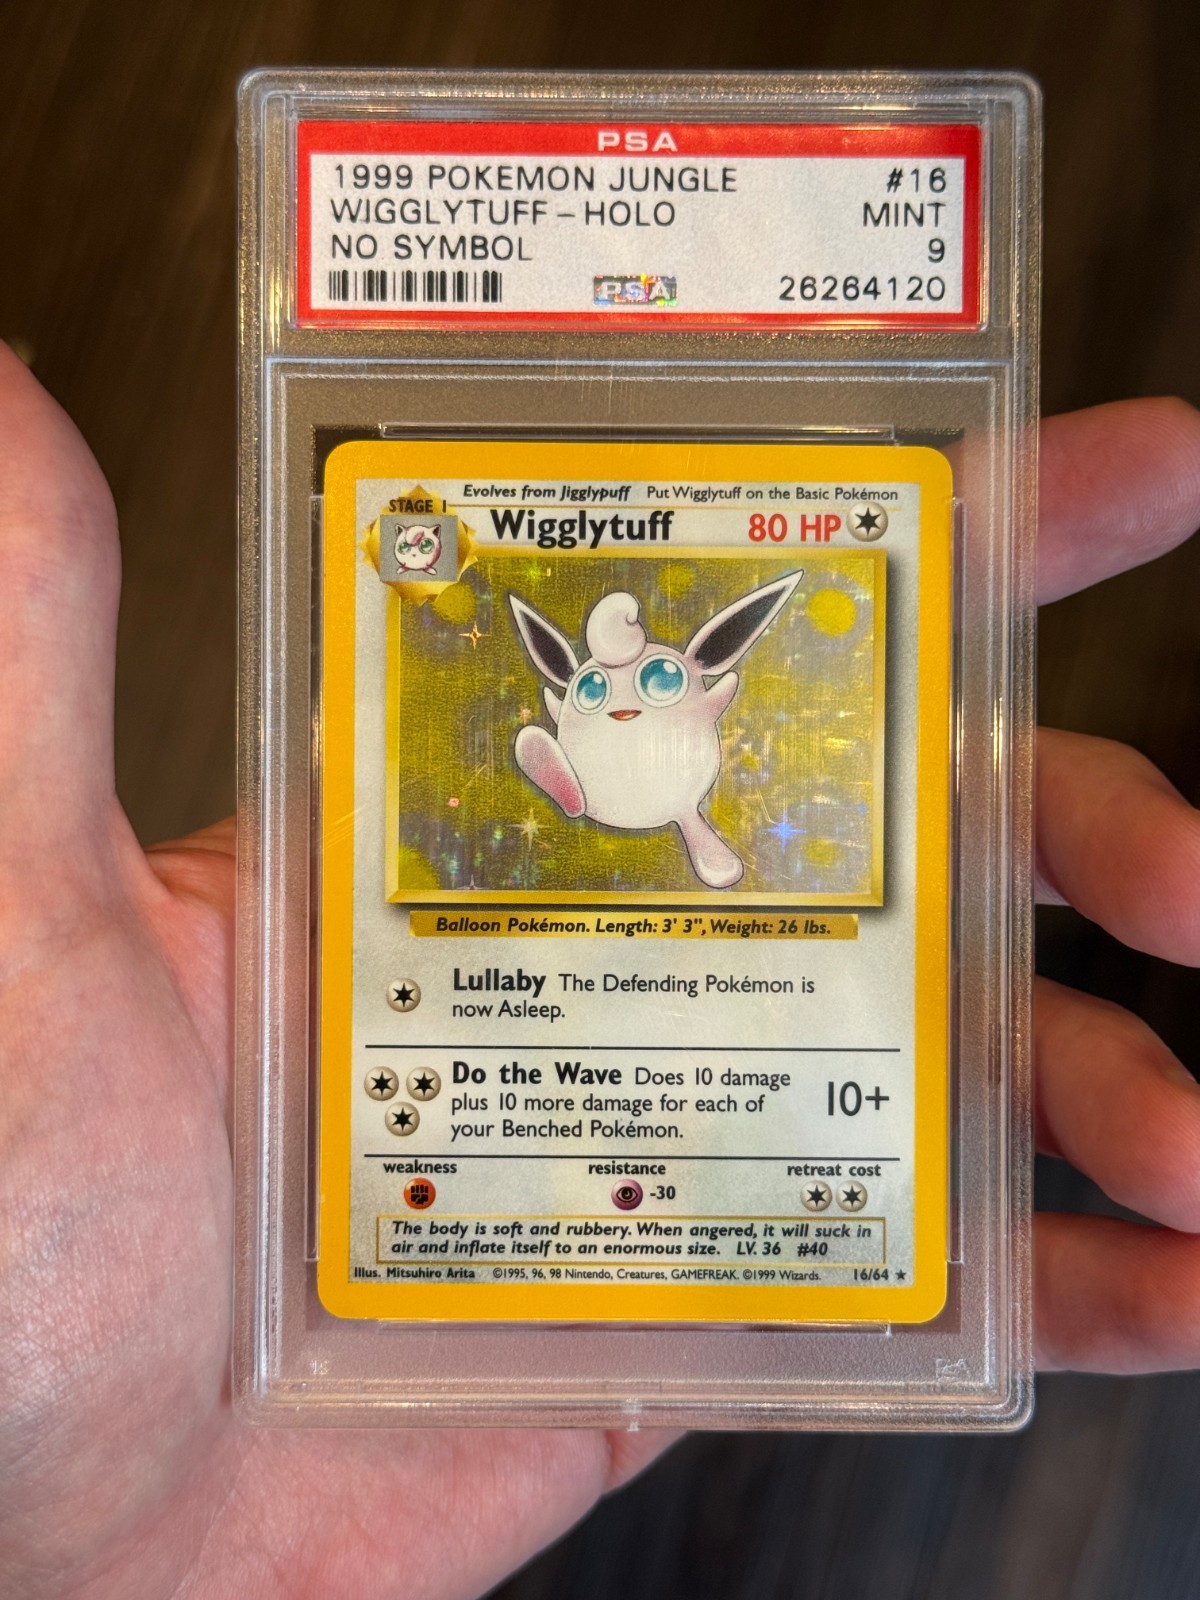 PSA
1999 POKEMON JUNGLE #16
WIGGLYTUFF - HOLO MINT
NO SYMBOL 9
PSA 26264120
Evolves from Jigglypuff Put Wigglytuff on the Basic Pokémon
STAGE 1
Wigglytuff 80 HP
Balloon Pokémon. Length: 3' 3", Weight: 26 lbs.
Lullaby The Defending Pokémon is
now Asleep.
Do the Wave Does 10 damage
plus 10 more damage for each of
your Benched Pokémon.
10+
weakness resistance retreat cost
-30
The body is soft and rubbery. When angered, it will suck in
air and inflate itself to an enormous size. LV. 36 #40
Illus. Mitsuhiro Arita ©1995, 96, 98 Nintendo, Creatures, GAMEFREAK. ©1999 Wizards. 16/64 ★